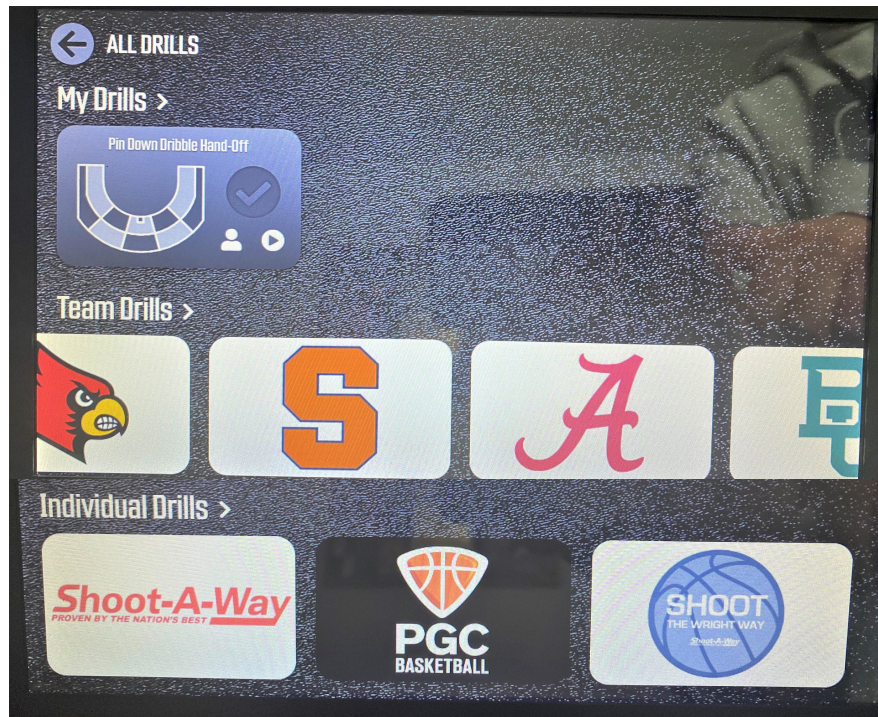 ALL DRILLS
My Drills >
Pin Down Dribble Hand-Off
Team Drills >
S
A
BU
Individual Drills >
Shoot-A-Way
PROVEN BY THE NATION'S BEST
PGC
BASKETBALL
SHOOT
THE WRIGHT WAY
Shoot-A-Way